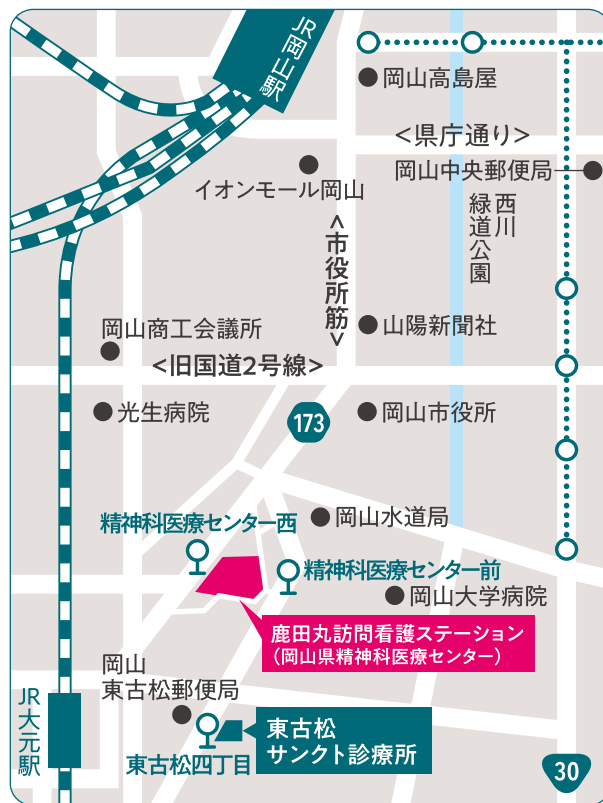 JR岡山駅
岡山高島屋
<県庁通り>
岡山中央郵便局
イオンモール岡山
西川
緑道公園
<市役所筋>
山陽新聞社
岡山商工会議所
<旧国道2号線>
光生病院
173
岡山市役所
精神科医療センター西
岡山水道局
精神科医療センター前
岡山大学病院
鹿田丸訪問看護ステーション
(岡山県精神科医療センター)
岡山
東古松郵便局
JR大元駅
東古松
サンクト診療所
東古松四丁目
30